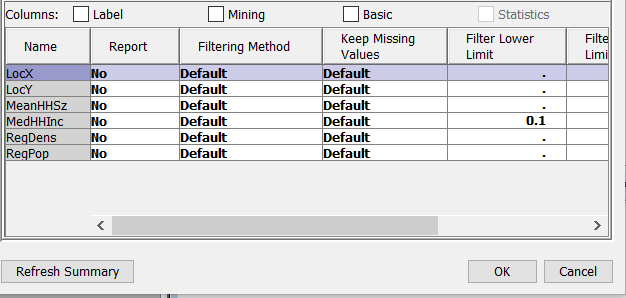 Columns: Label Mining Basic Statistics
Name Report Filtering Method Keep Missing Values Filter Lower Limit Filte Limi
LocX No Default Default .
LocY No Default Default .
MeanHHSz No Default Default .
MedHHInc No Default Default 0.1
RegDens No Default Default .
RegPop No Default Default .
Refresh Summary OK Cancel